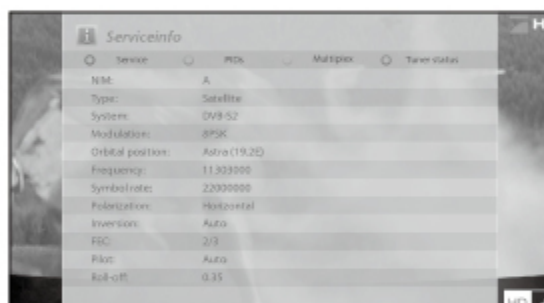 i Serviceinfo
Service PIDs Multiplex Tuner status
NIM: A
Type: Satellite
System: DVB-S2
Modulation: 8PSK
Orbital position: Astra (19.2E)
Frequency: 11303000
Symbolrate: 22000000
Polarization: Horizontal
Inversion: Auto
FEC: 2/3
Pilot: Auto
Roll-off: 0.35
HD